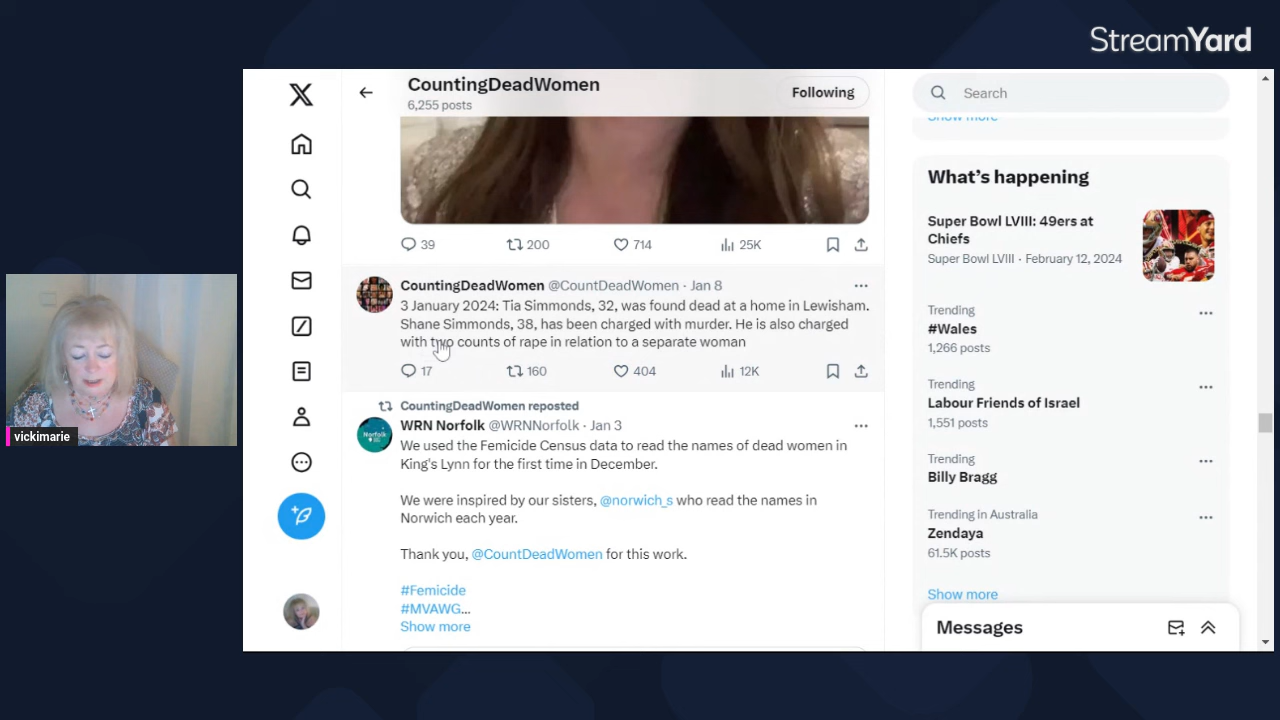 StreamYard
CountingDeadWomen
6,255 posts
Following
39
200
714
25K
CountingDeadWomen @CountDeadWomen · Jan 8
3 January 2024: Tia Simmonds, 32, was found dead at a home in Lewisham.
Shane Simmonds, 38, has been charged with murder. He is also charged
with two counts of rape in relation to a separate woman
17
160
404
12K
CountingDeadWomen reposted
Norfolk
WRN Norfolk @WRNNorfolk · Jan 3
We used the Femicide Census data to read the names of dead women in
King's Lynn for the first time in December.
We were inspired by our sisters, @norwich_s who read the names in
Norwich each year.
Thank you, @CountDeadWomen for this work.
#Femicide
#MVAWG...
Show more
Search
Show more
What's happening
Super Bowl LVIII: 49ers at
Chiefs
Super Bowl LVIII · February 12, 2024
Trending
#Wales
1,266 posts
Trending
Labour Friends of Israel
1,551 posts
Trending
Billy Bragg
Trending in Australia
Zendaya
61.5K posts
Show more
Messages
vickimarie